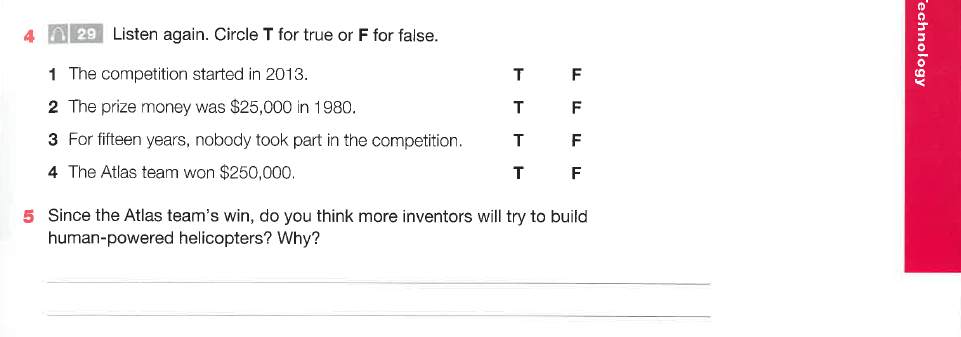 4 29 Listen again. Circle T for true or F for false.
1 The competition started in 2013. T F
2 The prize money was $25,000 in 1980. T F
3 For fifteen years, nobody took part in the competition. T F
4 The Atlas team won $250,000. T F
5 Since the Atlas team's win, do you think more inventors will try to build
human-powered helicopters? Why?
echnology